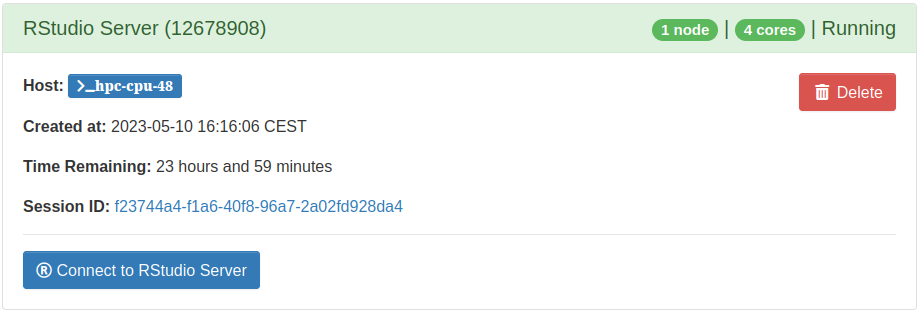 RStudio Server (12678908)
1 node | 4 cores | Running
Host: >_hpc-cpu-48
Delete
Created at: 2023-05-10 16:16:06 CEST
Time Remaining: 23 hours and 59 minutes
Session ID: f23744a4-f1a6-40f8-96a7-2a02fd928da4
® Connect to RStudio Server